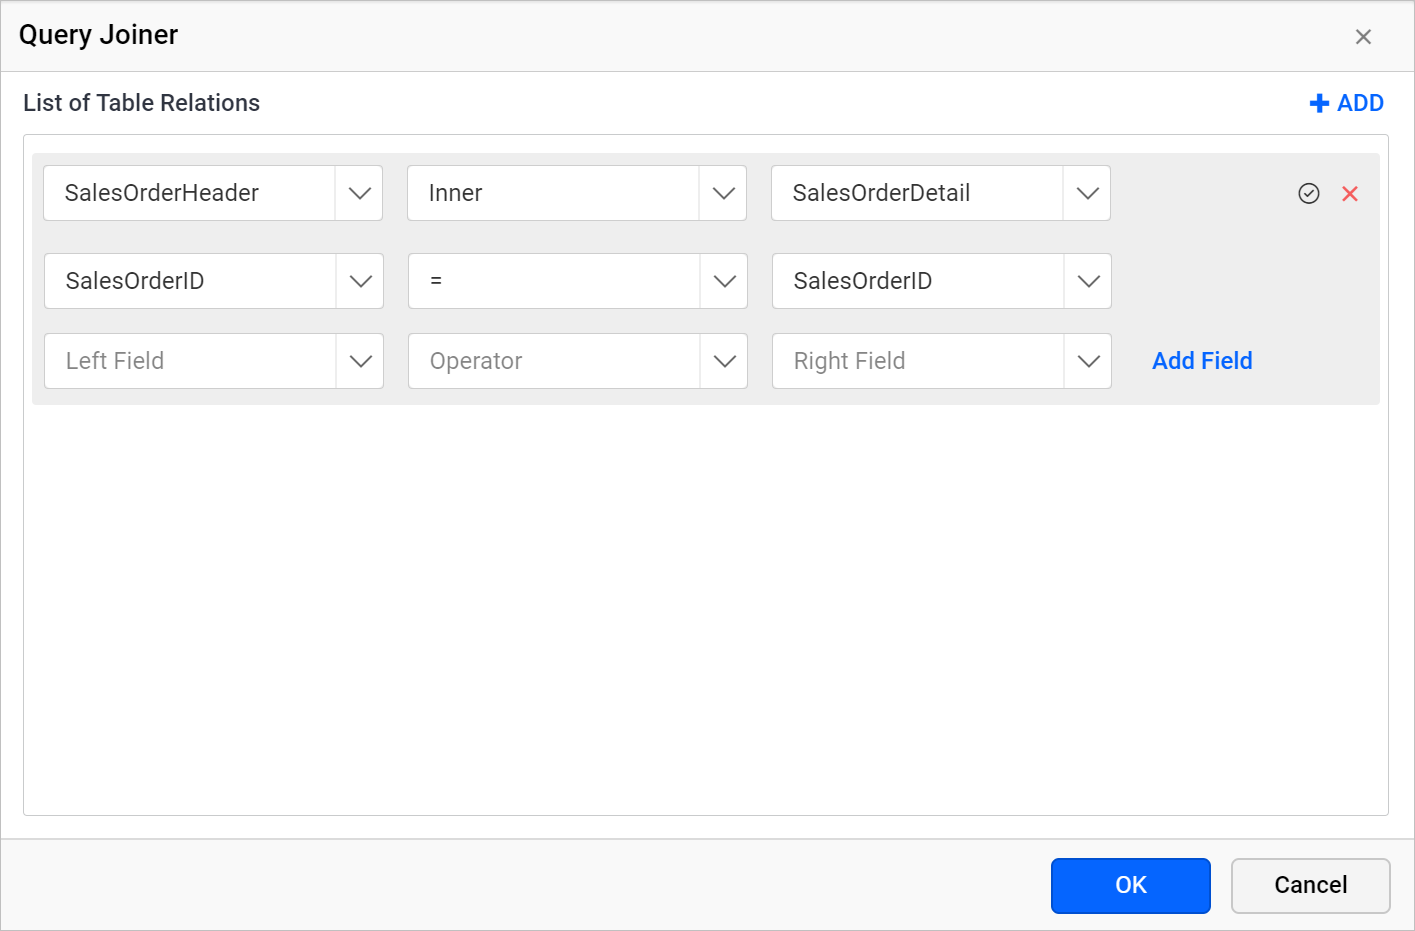 Query Joiner
List of Table Relations
ADD
SalesOrderHeader
Inner
SalesOrderDetail
SalesOrderID
=
SalesOrderID
Left Field
Operator
Right Field
Add Field
OK
Cancel